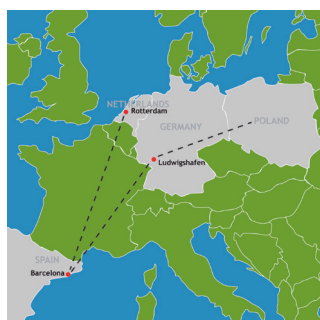 NETHERLANDS
Rotterdam
GERMANY
POLAND
Ludwigshafen
SPAIN
Barcelona